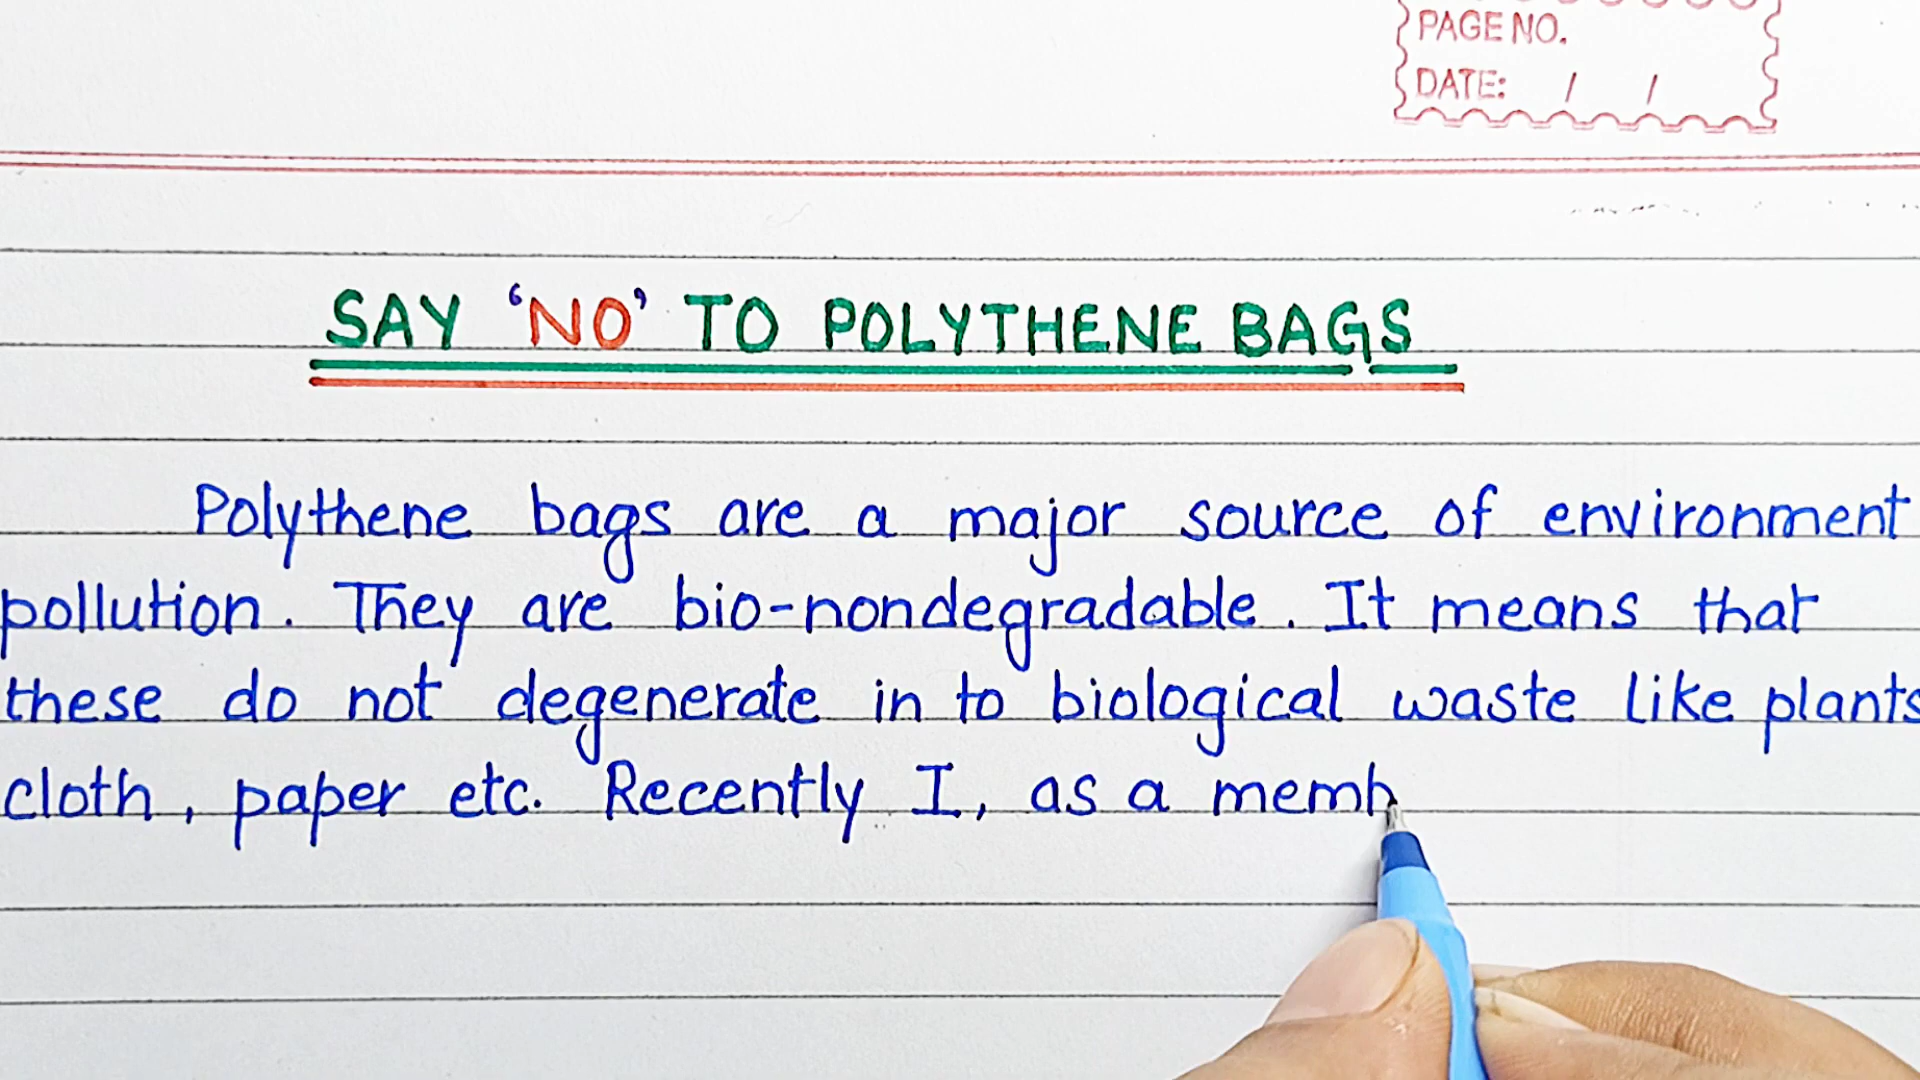 PAGE NO.
DATE: / /
SAY ‘NO’ TO POLYTHENE BAGS
Polythene bags are a major source of environment
pollution. They are bio-nondegradable. It means that
these do not degenerate in to biological waste like plants
cloth, paper etc. Recently I, as a memb